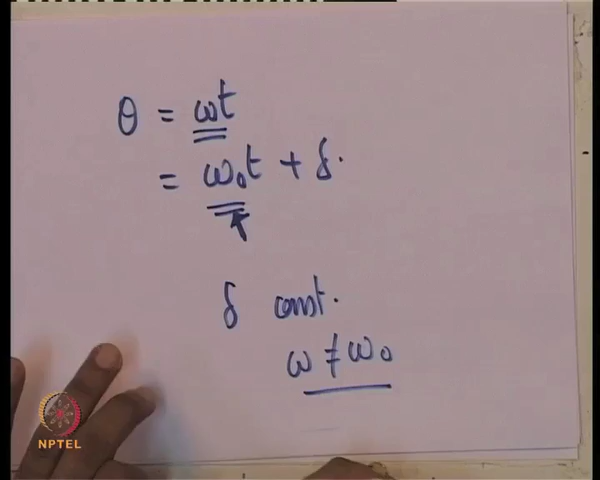 θ = ωt
= ω₀t + δ.
δ const.
ω ≠ ω₀
NPTEL